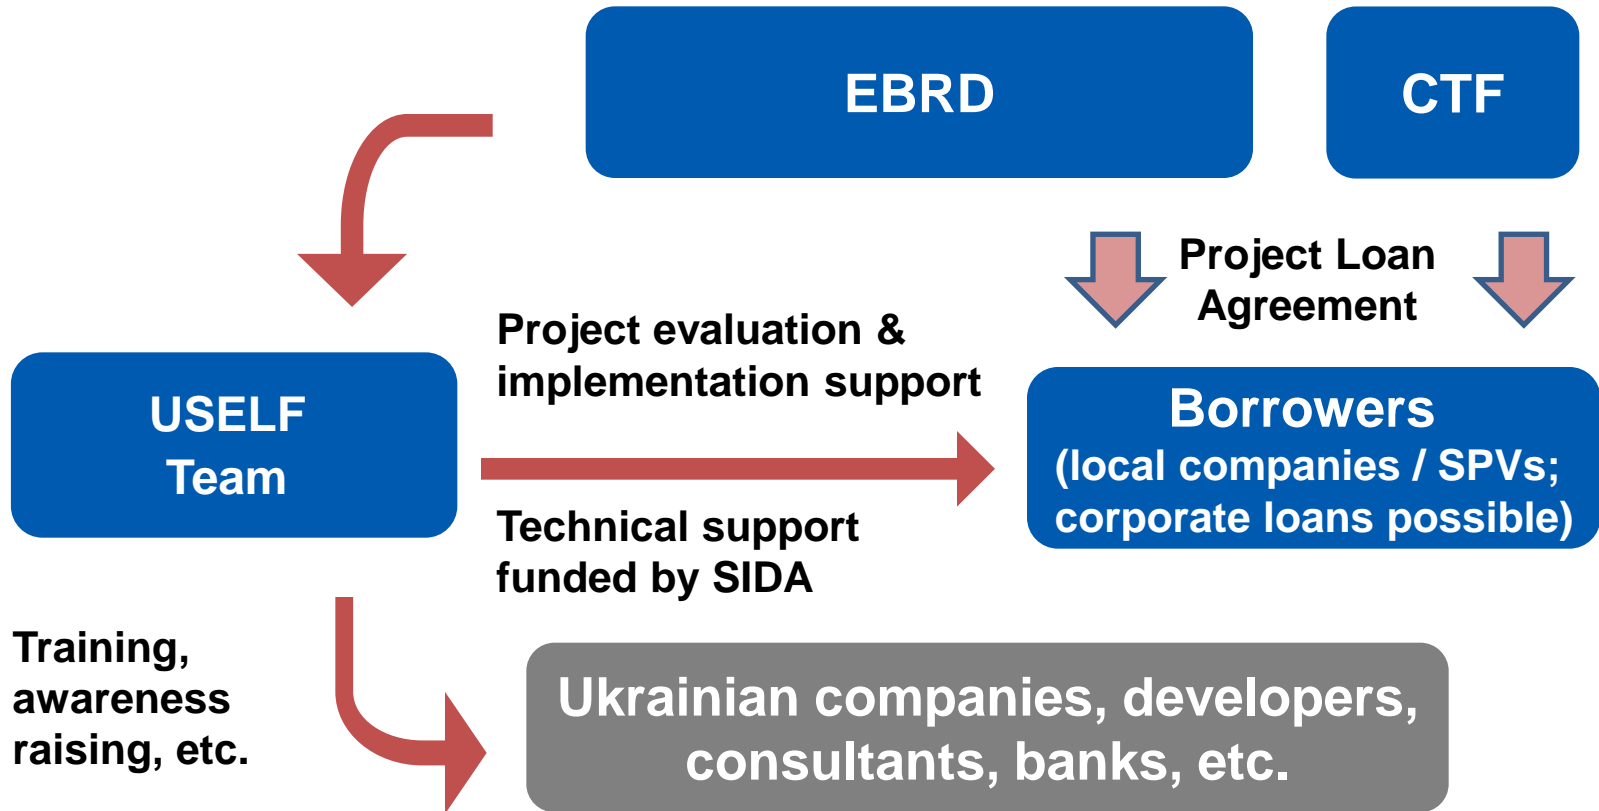 EBRD
CTF
Project Loan
Agreement
Project evaluation &
implementation support
USELF
Team
Borrowers
(local companies / SPVs;
corporate loans possible)
Technical support
funded by SIDA
Training,
awareness
raising, etc.
Ukrainian companies, developers,
consultants, banks, etc.